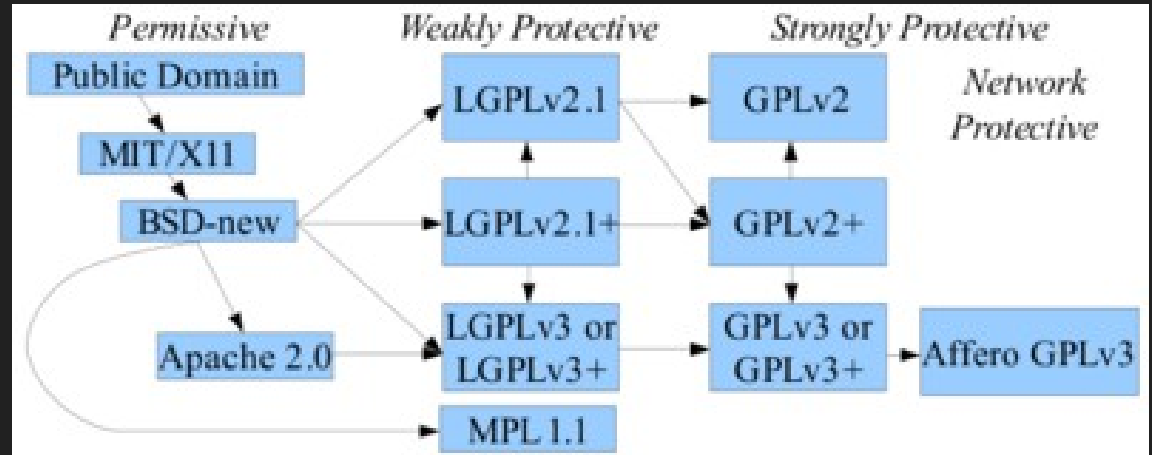 Permissive
Weakly Protective
Strongly Protective
Public Domain
LGPLv2.1
GPLv2
Network
Protective
MIT/X11
BSD-new
LGPLv2.1+
GPLv2+
LGPLv3 or
LGPLv3+
GPLv3 or
GPLv3+
Affero GPLv3
Apache 2.0
MPL 1.1